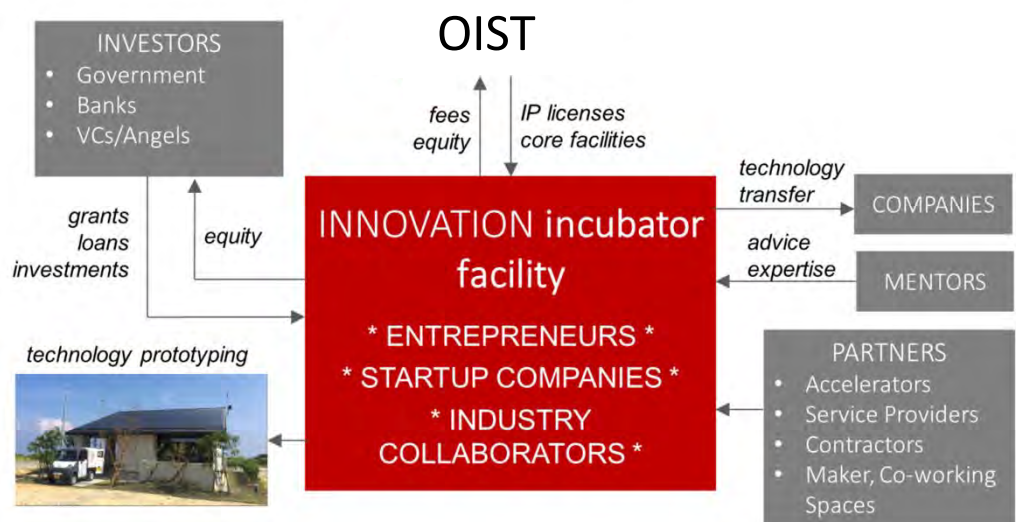 OIST
INVESTORS
• Government
• Banks
• VCs/Angels
fees
equity
IP licenses
core facilities
grants
loans
investments
equity
technology prototyping
INNOVATION incubator
facility
* ENTREPRENEURS *
* STARTUP COMPANIES *
* INDUSTRY
COLLABORATORS *
technology
transfer
COMPANIES
advice
expertise
MENTORS
PARTNERS
• Accelerators
• Service Providers
• Contractors
• Maker, Co-working
Spaces